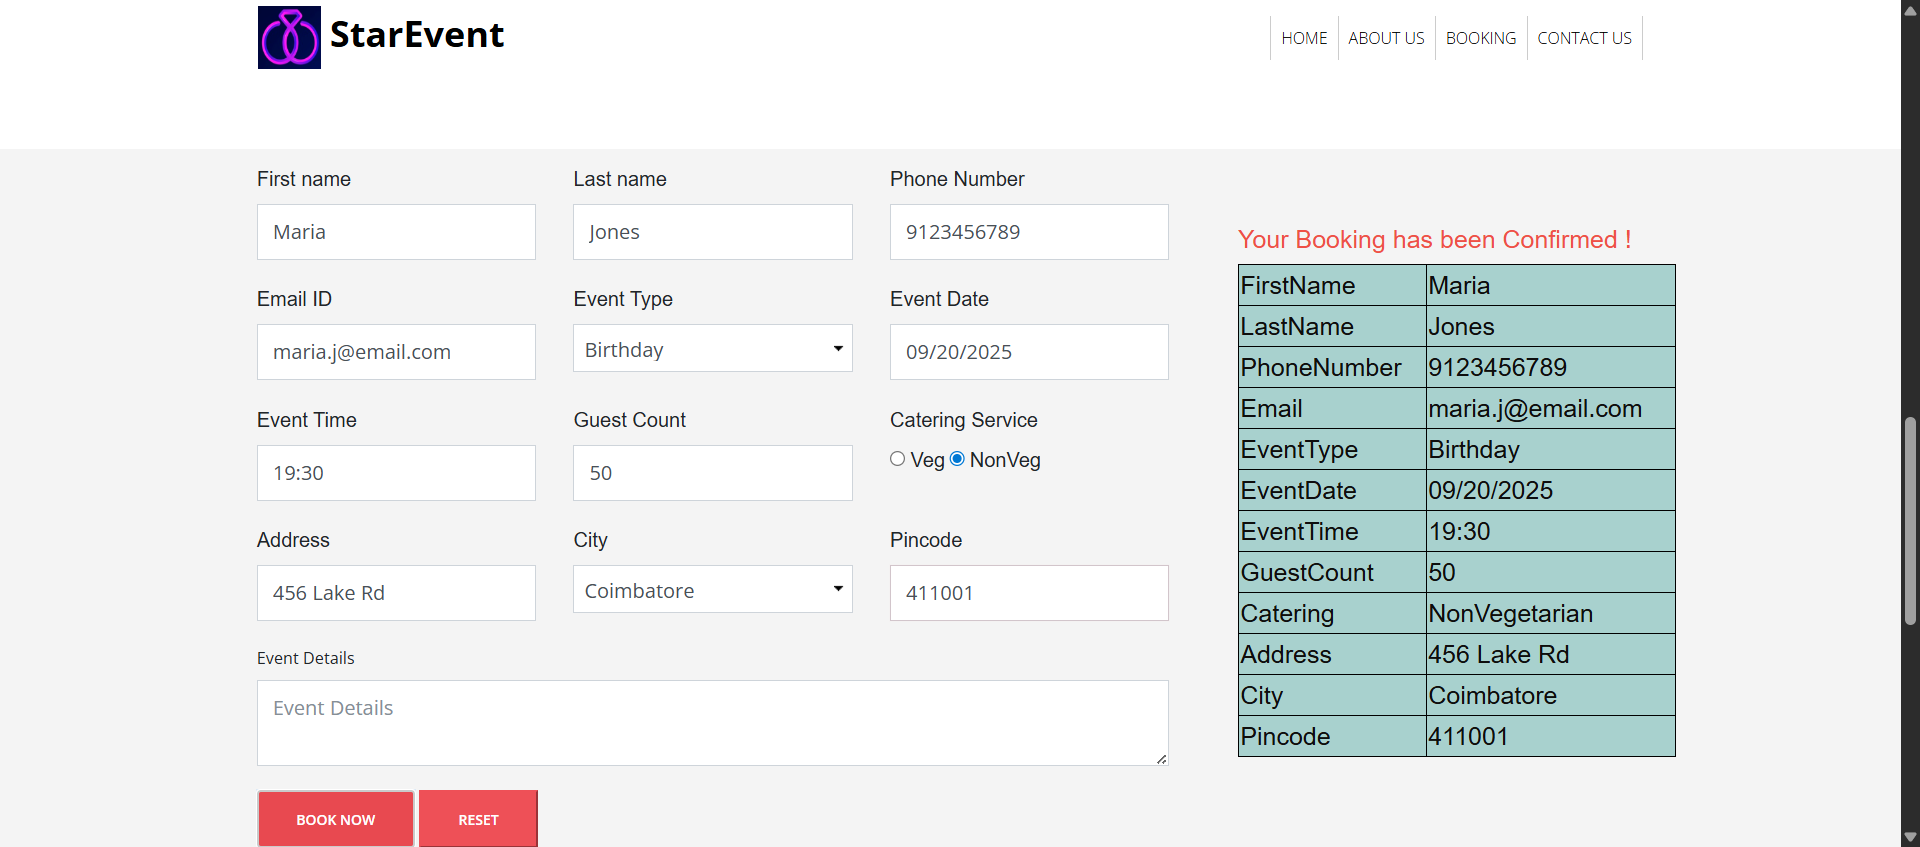 StarEvent
HOME
ABOUT US
BOOKING
CONTACT US
First name
Last name
Phone Number
Maria
Jones
9123456789
Email ID
Event Type
Event Date
maria.j@email.com
Birthday
09/20/2025
Event Time
Guest Count
Catering Service
19:30
50
Veg NonVeg
Address
City
Pincode
456 Lake Rd
Coimbatore
411001
Event Details
Event Details
BOOK NOW
RESET
Your Booking has been Confirmed !
FirstName Maria
LastName Jones
PhoneNumber 9123456789
Email maria.j@email.com
EventType Birthday
EventDate 09/20/2025
EventTime 19:30
GuestCount 50
Catering NonVegetarian
Address 456 Lake Rd
City Coimbatore
Pincode 411001